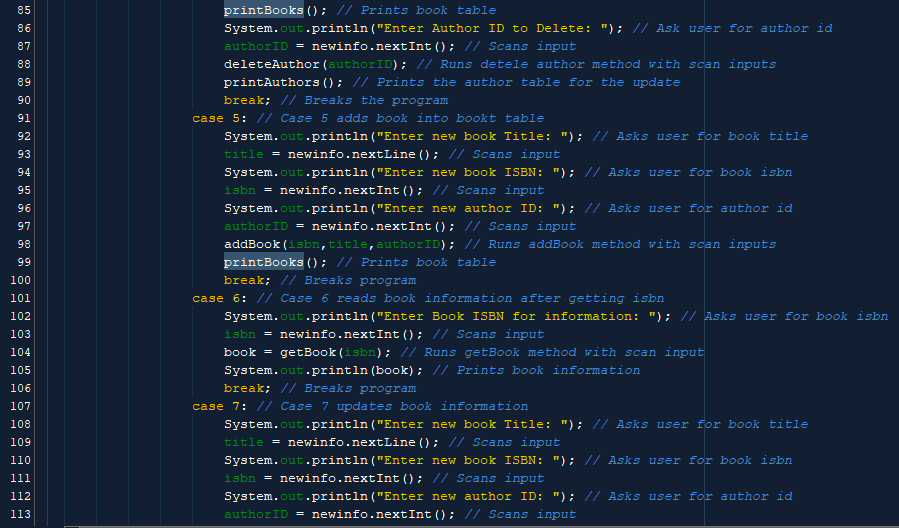 85 printBooks(); // Prints book table
86 System.out.println("Enter Author ID to Delete: "); // Ask user for author id
87 authorID = newinfo.nextInt(); // Scans input
88 deleteAuthor(authorID); // Runs detele author method with scan inputs
89 printAuthors(); // Prints the author table for the update
90 break; // Breaks the program
91 case 5: // Case 5 adds book into bookt table
92 System.out.println("Enter new book Title: "); // Asks user for book title
93 title = newinfo.nextLine(); // Scans input
94 System.out.println("Enter new book ISBN: "); // Asks user for book isbn
95 isbn = newinfo.nextInt(); // Scans input
96 System.out.println("Enter new author ID: "); // Asks user for author id
97 authorID = newinfo.nextInt(); // Scans input
98 addBook(isbn,title,authorID); // Runs addBook method with scan inputs
99 printBooks(); // Prints book table
100 break; // Breaks program
101 case 6: // Case 6 reads book information after getting isbn
102 System.out.println("Enter Book ISBN for information: "); // Asks user for book isbn
103 isbn = newinfo.nextInt(); // Scans input
104 book = getBook(isbn); // Runs getBook method with scan input
105 System.out.println(book); // Prints book information
106 break; // Breaks program
107 case 7: // Case 7 updates book information
108 System.out.println("Enter new book Title: "); // Asks user for book title
109 title = newinfo.nextLine(); // Scans input
110 System.out.println("Enter new book ISBN: "); // Asks user for book isbn
111 isbn = newinfo.nextInt(); // Scans input
112 System.out.println("Enter new author ID: "); // Asks user for author id
113 authorID = newinfo.nextInt(); // Scans input